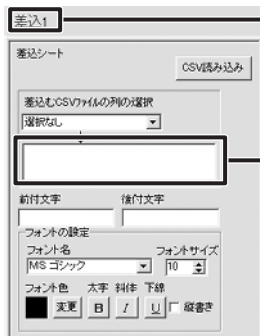 差込1
差込シート
CSV読み込み
差込むCSVファイルの列の選択
選択なし
前付文字 後付文字
フォントの設定
フォント名 フォントサイズ
MS ゴシック 10
フォント色 太字 斜体 下線
変更 B I U 縦書き